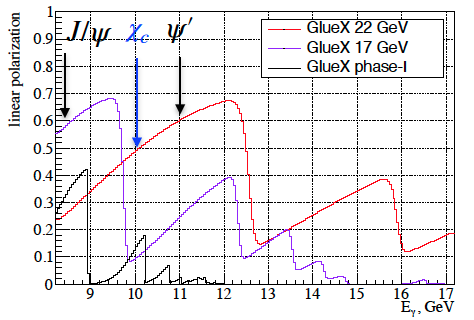 J/ψ χc ψ′
GlueX 22 GeV
GlueX 17 GeV
GlueX phase-I
linear polarization
1
0.9
0.8
0.7
0.6
0.5
0.4
0.3
0.2
0.1
0
9 10 11 12 13 14 15 16 17
Eγ, GeV